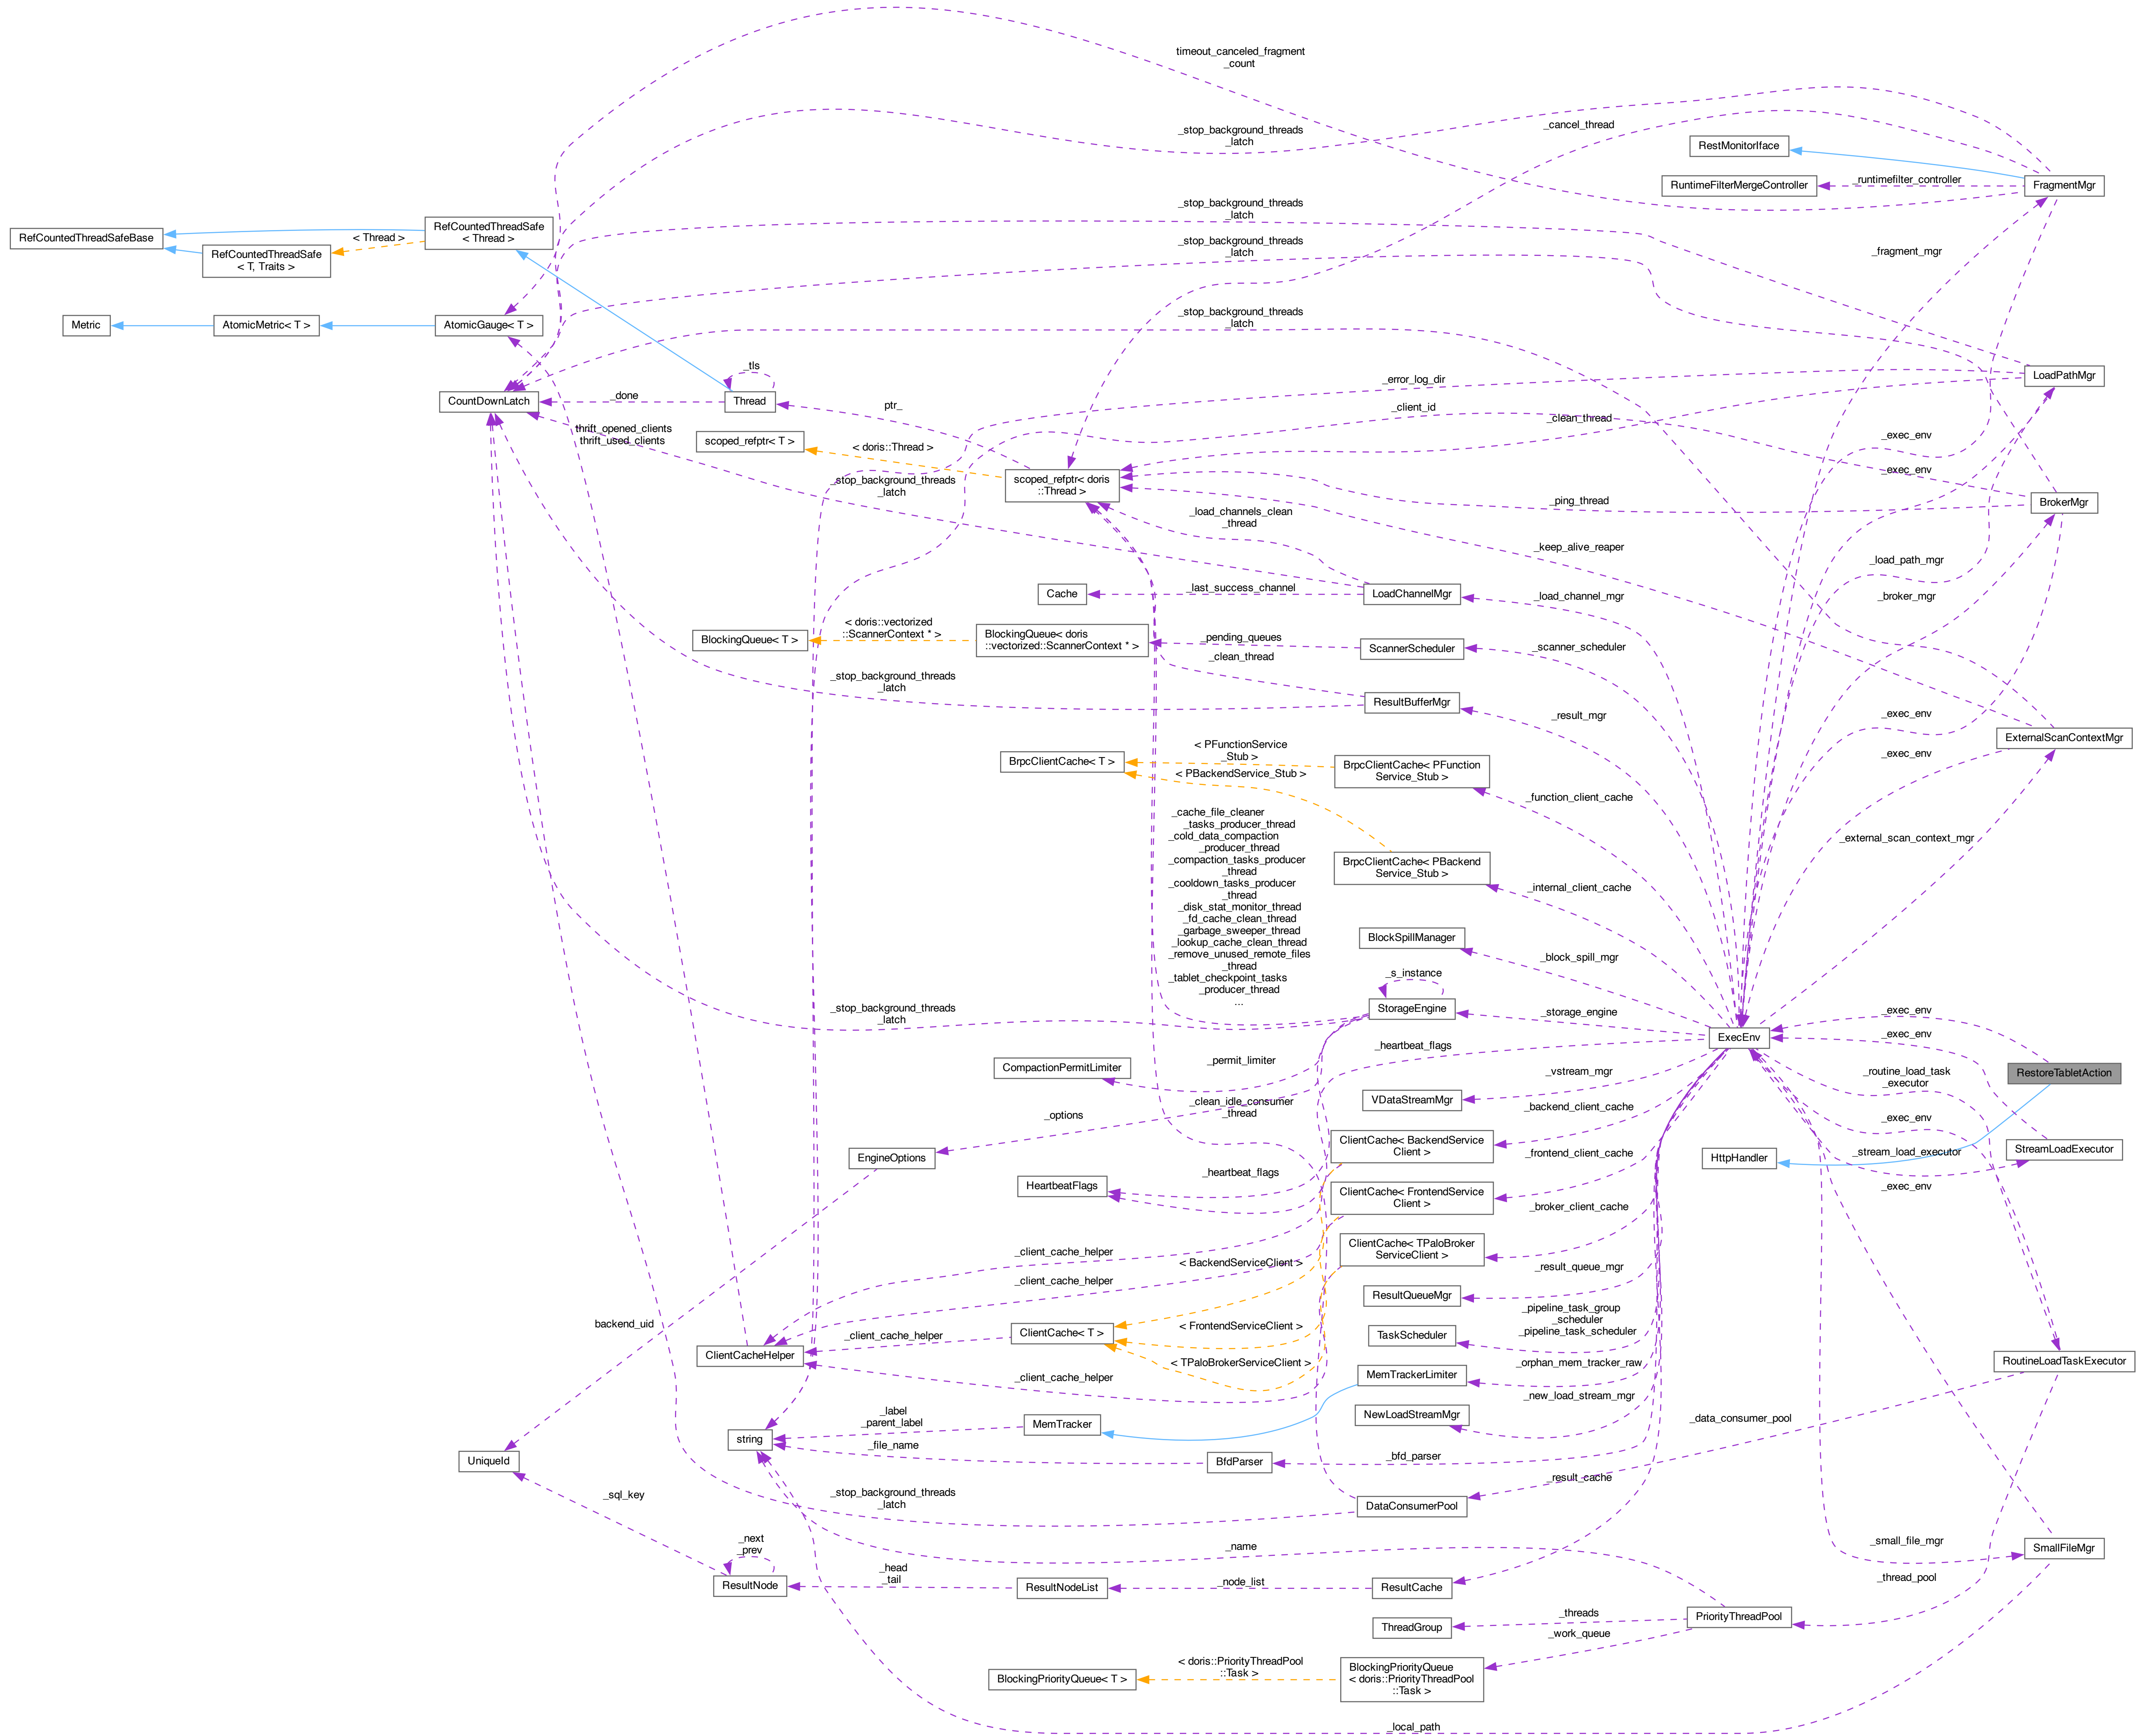 timeout_canceled_fragment
_count
_stop_background_threads
_latch
_cancel_thread
RestMonitorIface
RuntimeFilterMergeController
_runtimefilter_controller
FragmentMgr
_stop_background_threads
_latch
RefCountedThreadSafe
< Thread >
RefCountedThreadSafeBase
< Thread >
RefCountedThreadSafe
< T, Traits >
_stop_background_threads
_latch
_fragment_mgr
Metric
AtomicMetric< T >
AtomicGauge< T >
_stop_background_threads
_latch
_tls
_error_log_dir
LoadPathMgr
CountDownLatch
_done
Thread
ptr_
_client_id
_clean_thread
thrift_opened_clients
thrift_used_clients
scoped_refptr< T >
< doris::Thread >
_exec_env
_stop_background_threads
_latch
scoped_refptr< doris
::Thread >
_exec_env
_ping_thread
BrokerMgr
_load_channels_clean
_thread
_keep_alive_reaper
_load_path_mgr
Cache
_last_success_channel
LoadChannelMgr
_load_channel_mgr
_broker_mgr
BlockingQueue< T >
< doris::vectorized
::ScannerContext * >
BlockingQueue< doris
::vectorized::ScannerContext * >
_pending_queues
ScannerScheduler
_scanner_scheduler
_clean_thread
_stop_background_threads
_latch
ResultBufferMgr
_result_mgr
_exec_env
ExternalScanContextMgr
BrpcClientCache< T >
< PFunctionService
_Stub >
< PBackendService_Stub >
BrpcClientCache< PFunction
Service_Stub >
_exec_env
_function_client_cache
_cache_file_cleaner
_tasks_producer_thread
_cold_data_compaction
_producer_thread
_compaction_tasks_producer
_thread
_cooldown_tasks_producer
_thread
_disk_stat_monitor_thread
_fd_cache_clean_thread
_garbage_sweeper_thread
_lookup_cache_clean_thread
_remove_unused_remote_files
_thread
_tablet_checkpoint_tasks
_producer_thread
...
_external_scan_context_mgr
BrpcClientCache< PBackend
Service_Stub >
_internal_client_cache
BlockSpillManager
_block_spill_mgr
_s_instance
_stop_background_threads
_latch
StorageEngine
_storage_engine
_exec_env
ExecEnv
_exec_env
_heartbeat_flags
CompactionPermitLimiter
_permit_limiter
_vstream_mgr
_routine_load_task
_executor
RestoreTabletAction
_clean_idle_consumer
_thread
VDataStreamMgr
_options
_backend_client_cache
_exec_env
EngineOptions
ClientCache< BackendService
Client >
_frontend_client_cache
HttpHandler
_stream_load_executor
StreamLoadExecutor
HeartbeatFlags
_heartbeat_flags
ClientCache< FrontendService
Client >
_exec_env
_broker_client_cache
_client_cache_helper
< BackendServiceClient >
ClientCache< TPaloBroker
ServiceClient >
_client_cache_helper
_result_queue_mgr
ResultQueueMgr
backend_uid
_client_cache_helper
ClientCache< T >
< FrontendServiceClient >
_pipeline_task_group
_scheduler
_pipeline_task_scheduler
TaskScheduler
ClientCacheHelper
< TPaloBrokerServiceClient >
_orphan_mem_tracker_raw
RoutineLoadTaskExecutor
_client_cache_helper
MemTrackerLimiter
_new_load_stream_mgr
NewLoadStreamMgr
_label
_parent_label
MemTracker
_data_consumer_pool
string
_file_name
BfdParser
_bfd_parser
UniqueId
_result_cache
_sql_key
_stop_background_threads
_latch
DataConsumerPool
_next
_prev
_name
_small_file_mgr
SmallFileMgr
ResultNode
_head
_tail
ResultNodeList
_node_list
ResultCache
_thread_pool
ThreadGroup
_threads
PriorityThreadPool
_work_queue
BlockingPriorityQueue< T >
< doris::PriorityThreadPool
::Task >
BlockingPriorityQueue
< doris::PriorityThreadPool
::Task >
_local_path